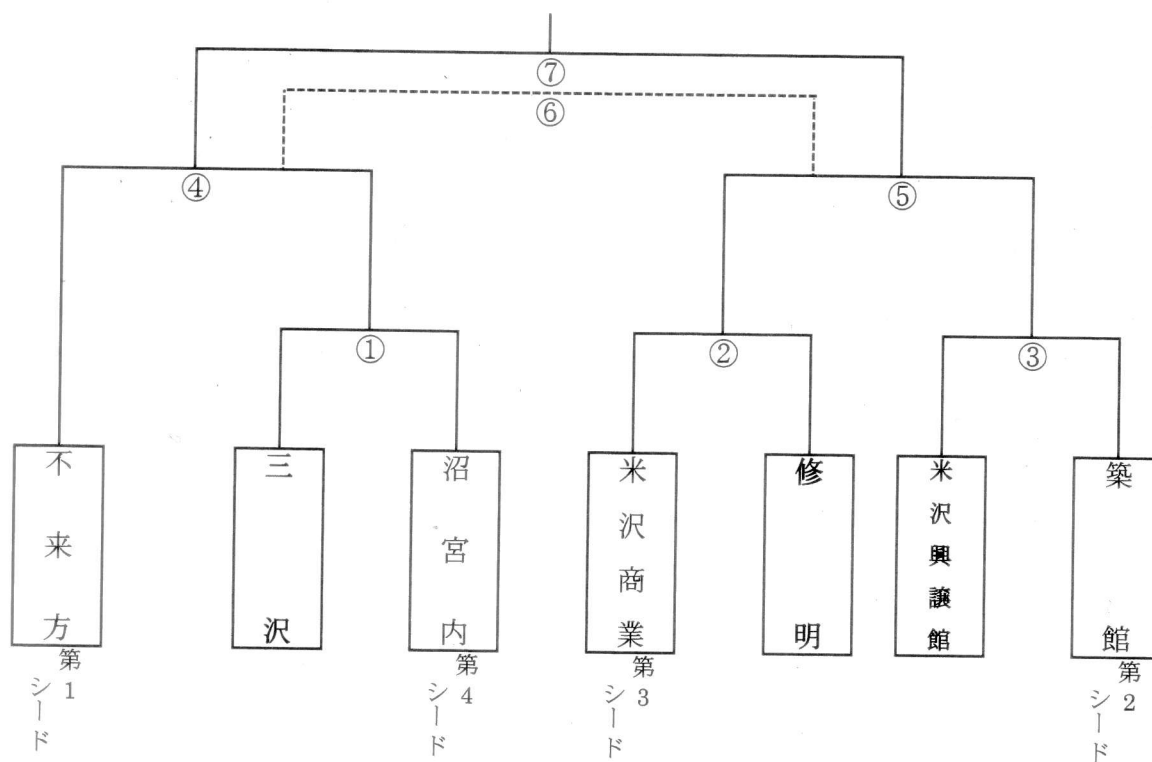 ⑦
⑥
④
⑤
①
②
③
不来方
三沢
沼宮内
米沢商業
修明
米沢興譲館
築館
第1シード
第4シード
第3シード
第2シード